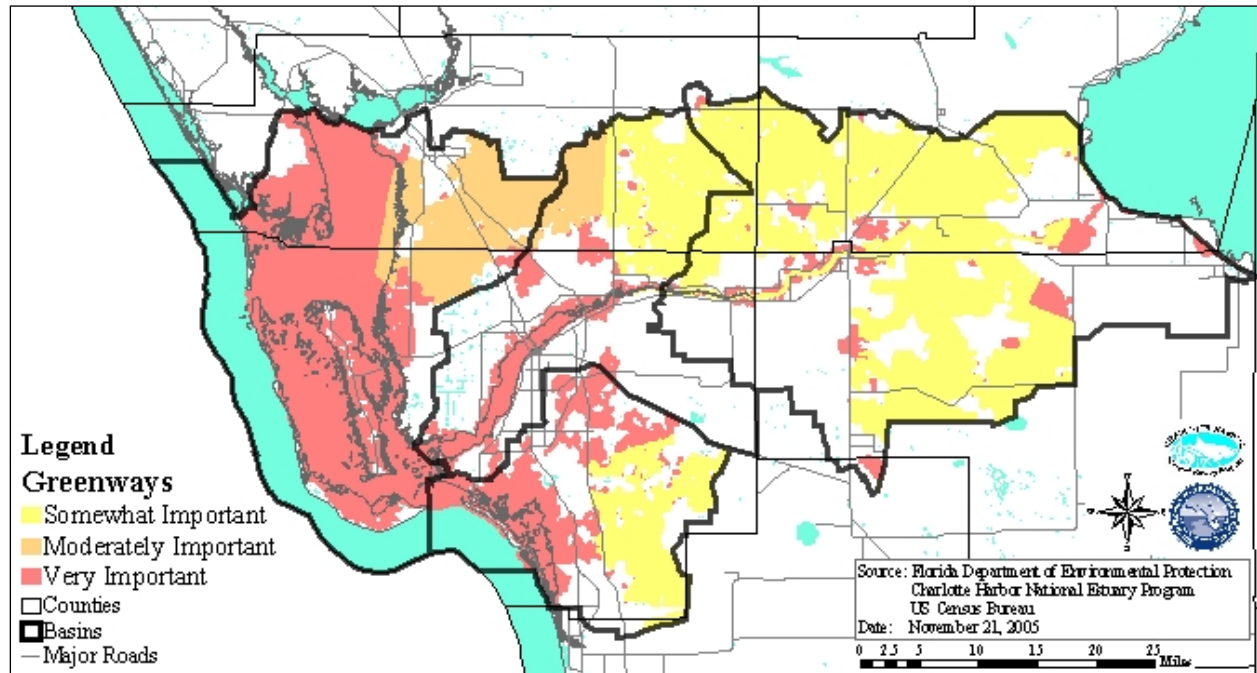 Legend
Greenways
Somewhat Important
Moderately Important
Very Important
Counties
Basins
Major Roads
Source: Florida Department of Environmental Protection
Charlotte Harbor National Estuary Program
US Census Bureau
Date: November 21, 2005
0 2.5 5 10 15 20 25
Miles